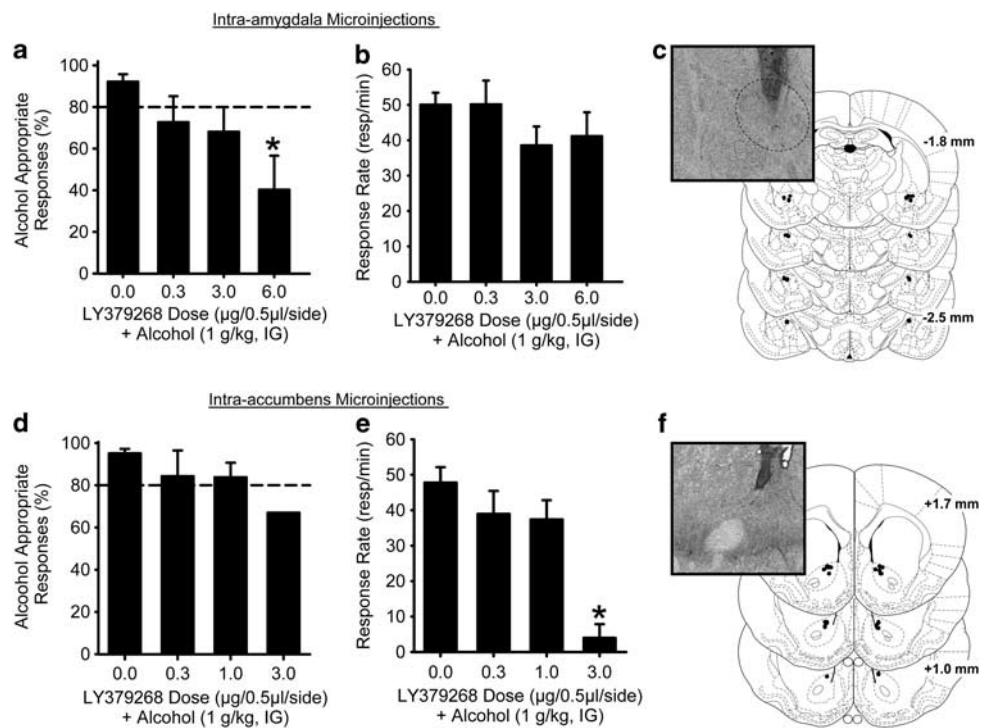 Intra-amygdala Microinjections
a
Alcohol Appropriate
Responses (%)
100
80
60
40
20
0
*
0.0 0.3 3.0 6.0
LY379268 Dose (µg/0.5µl/side)
+ Alcohol (1 g/kg, IG)
b
Response Rate (resp/min)
60
50
40
30
20
10
0
0.0 0.3 3.0 6.0
LY379268 Dose (µg/0.5µl/side)
+ Alcohol (1 g/kg, IG)
c
-1.8 mm
-2.5 mm
Intra-accumbens Microinjections
d
Alcoohol Appropriate
Responses (%)
100
80
60
40
20
0
0.0 0.3 1.0 3.0
LY379268 Dose (µg/0.5µl/side)
+ Alcohol (1 g/kg, IG)
e
Response Rate (resp/min)
60
50
40
30
20
10
0
*
0.0 0.3 1.0 3.0
LY379268 Dose (µg/0.5µl/side)
+ Alcohol (1 g/kg, IG)
f
+1.7 mm
+1.0 mm